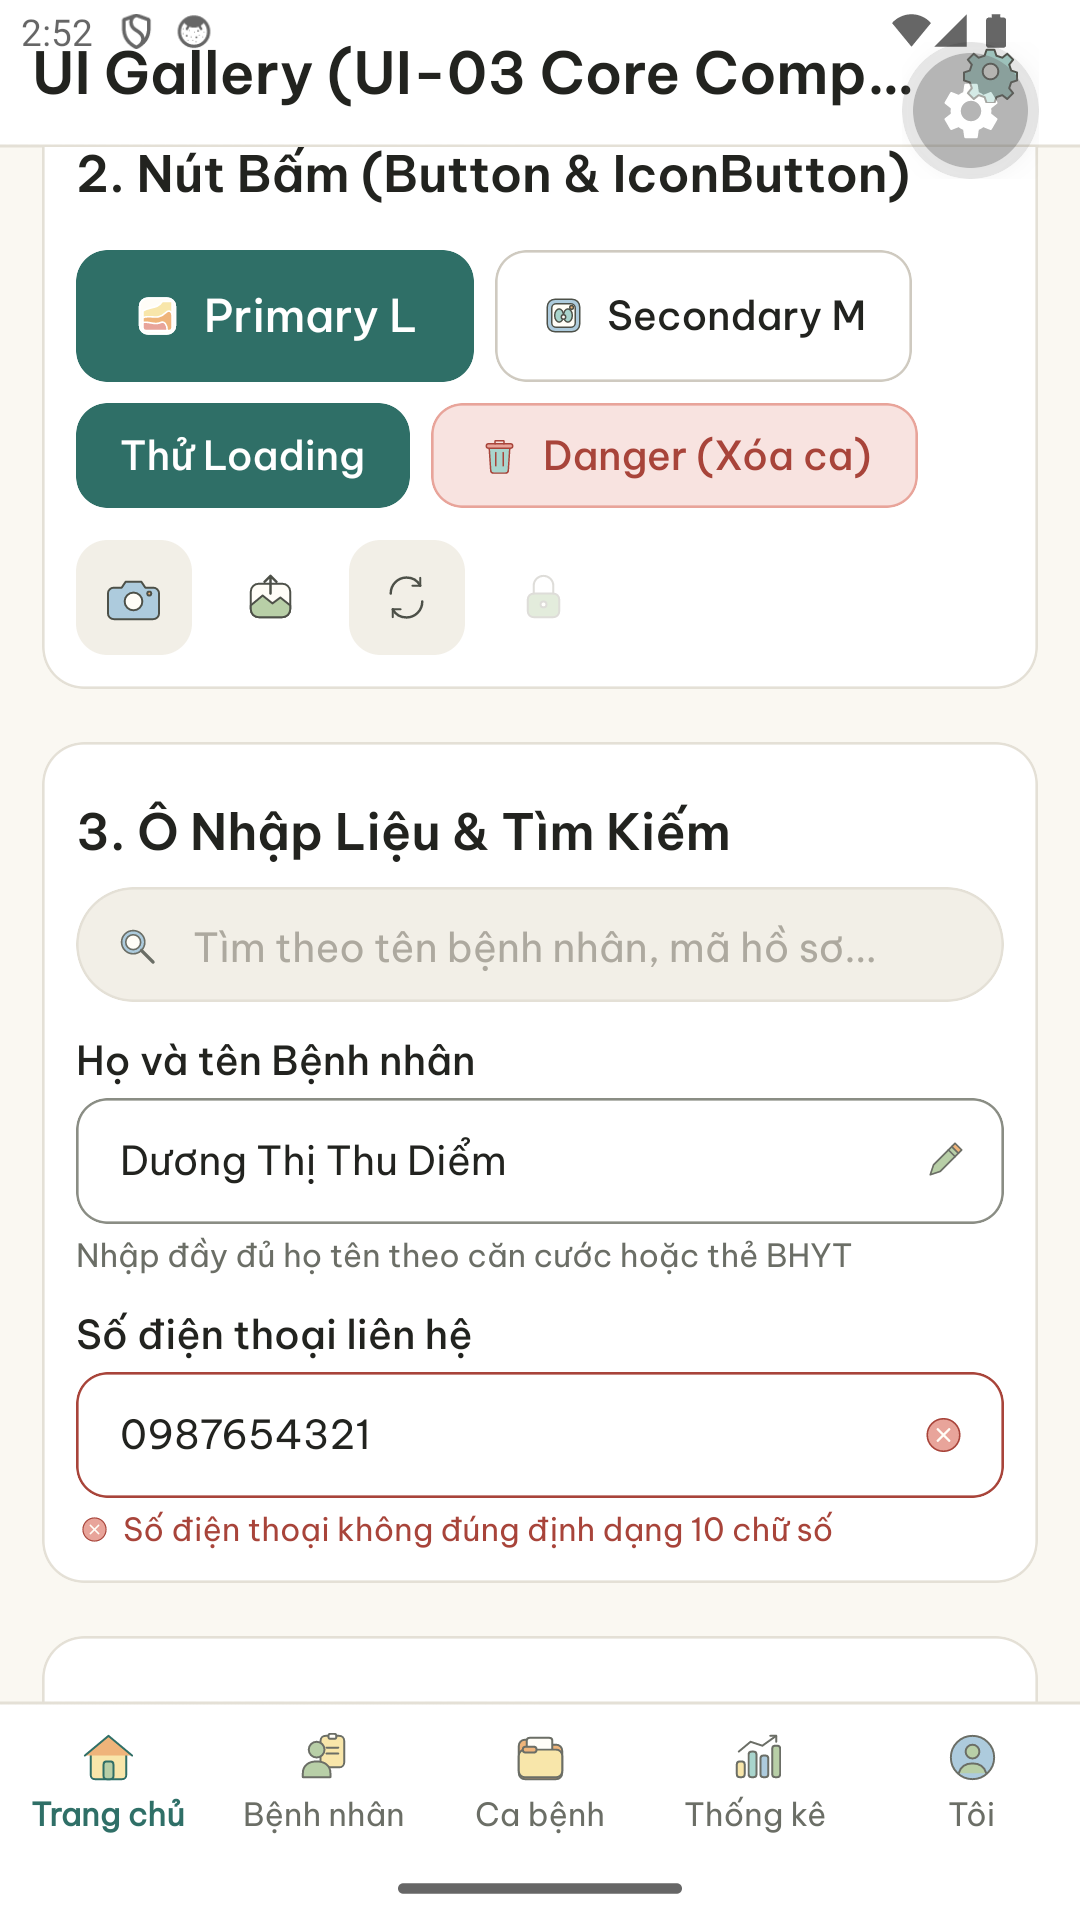 2:52
UI Gallery (UI-03 Core Comp...
2. Nút Bấm (Button & IconButton)
Primary L
Secondary M
Thử Loading
Danger (Xóa ca)
3. Ô Nhập Liệu & Tìm Kiếm
Tìm theo tên bệnh nhân, mã hồ sơ...
Họ và tên Bệnh nhân
Dương Thị Thu Diểm
Nhập đầy đủ họ tên theo căn cước hoặc thẻ BHYT
Số điện thoại liên hệ
0987654321
Số điện thoại không đúng định dạng 10 chữ số
Trang chủ
Bệnh nhân
Ca bệnh
Thống kê
Tôi